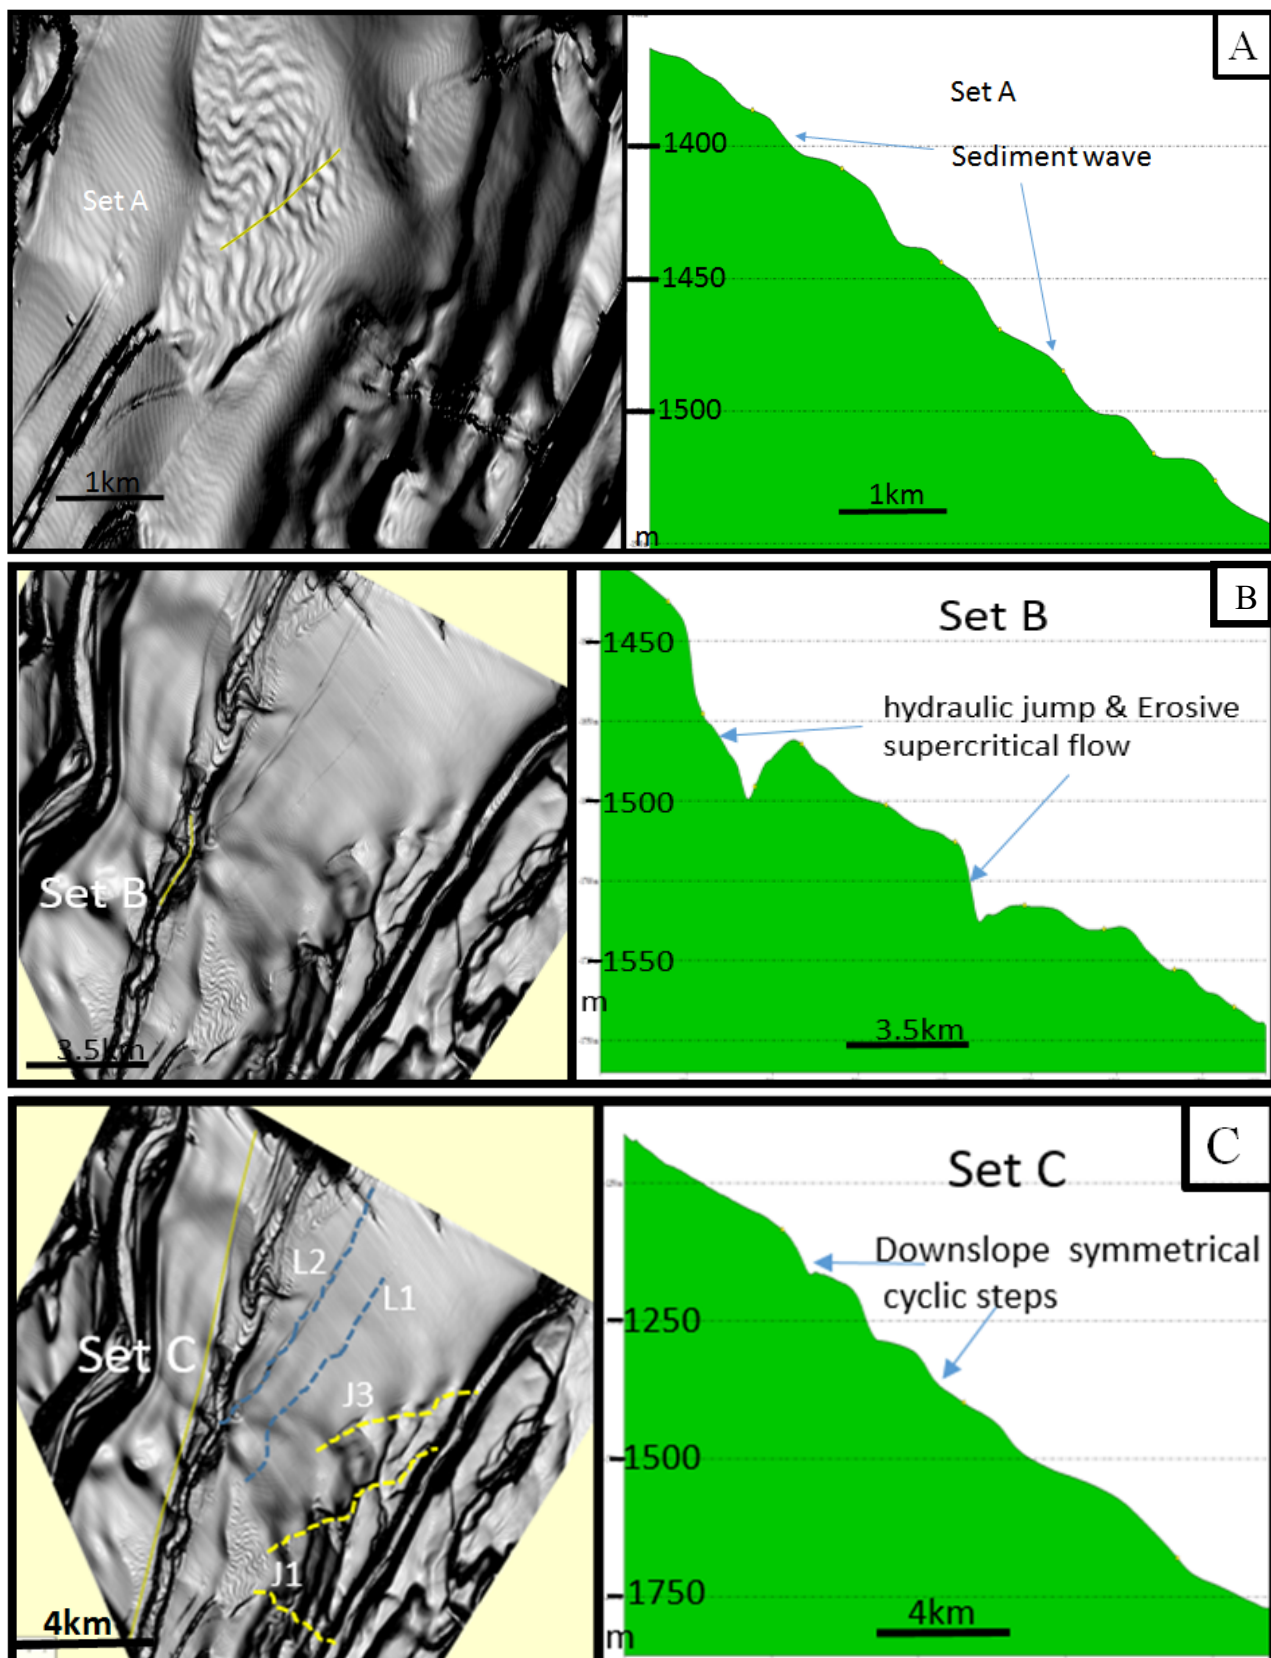 A
Set A
Set A
Sediment wave
1400
1450
1500
1km
1km
m
B
Set B
Set B
hydraulic jump & Erosive
supercritical flow
1450
1500
1550
m
3.5km
3.5km
C
Set C
Set C
Downslope symmetrical
cyclic steps
L2
L1
J3
J1
1250
1500
1750
m
4km
4km